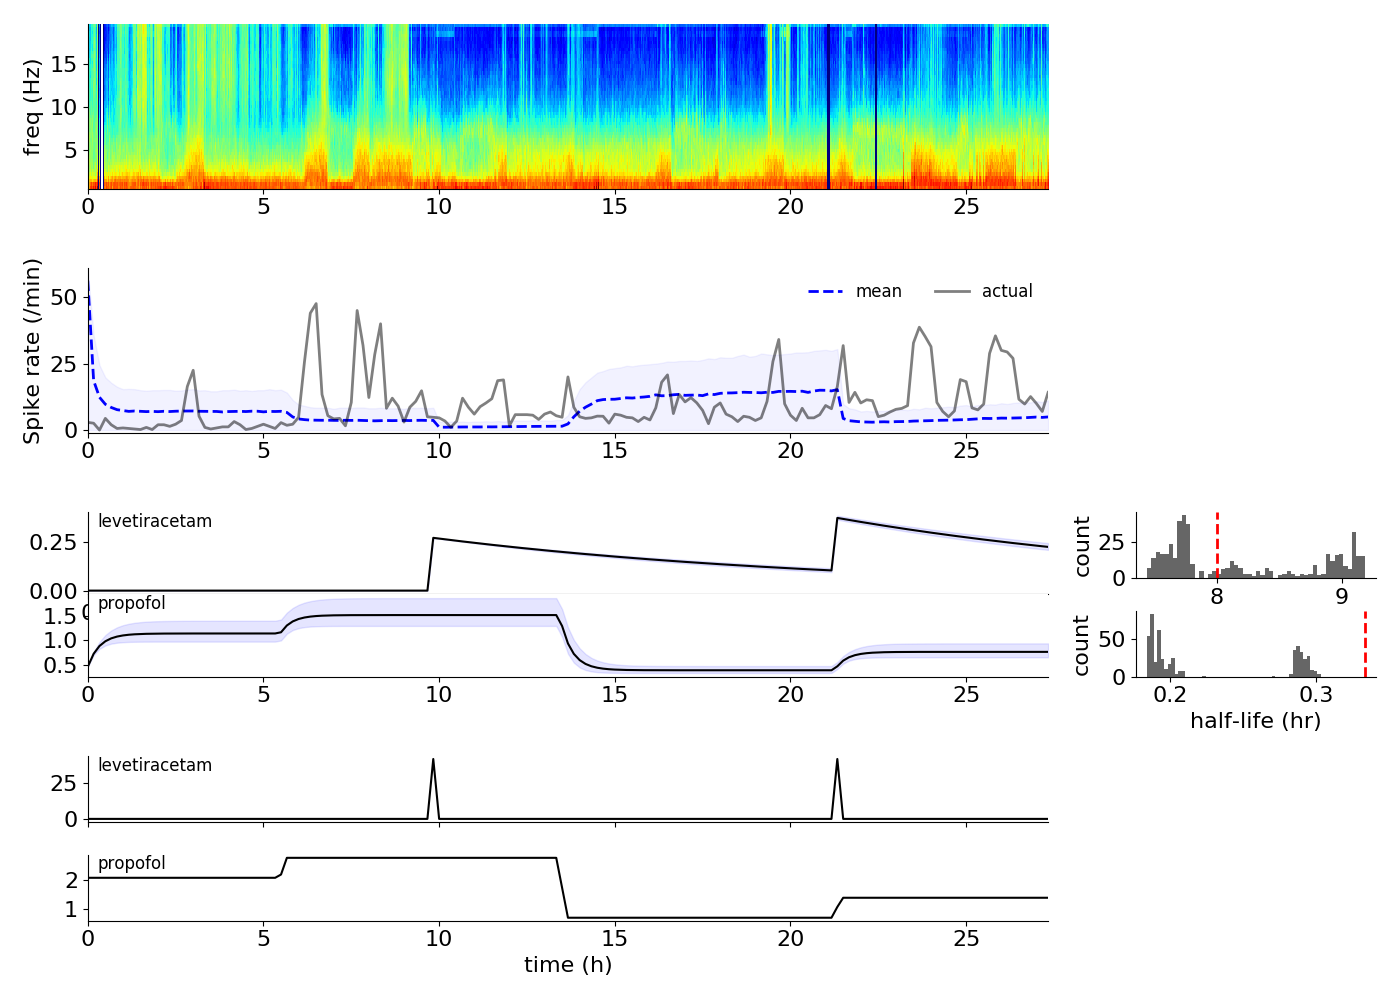 freq (Hz)
15
10
5
0 5 10 15 20 25
Spike rate (/min)
50
25
0
mean actual
0 5 10 15 20 25
levetiracetam
0.25
0.00
count
25
0
8 9
0
propofol
1.5
1.0
0.5
0 5 10 15 20 25
count
50
0
0.2 0.3
half-life (hr)
levetiracetam
25
0
propofol
2
1
0 5 10 15 20 25
time (h)